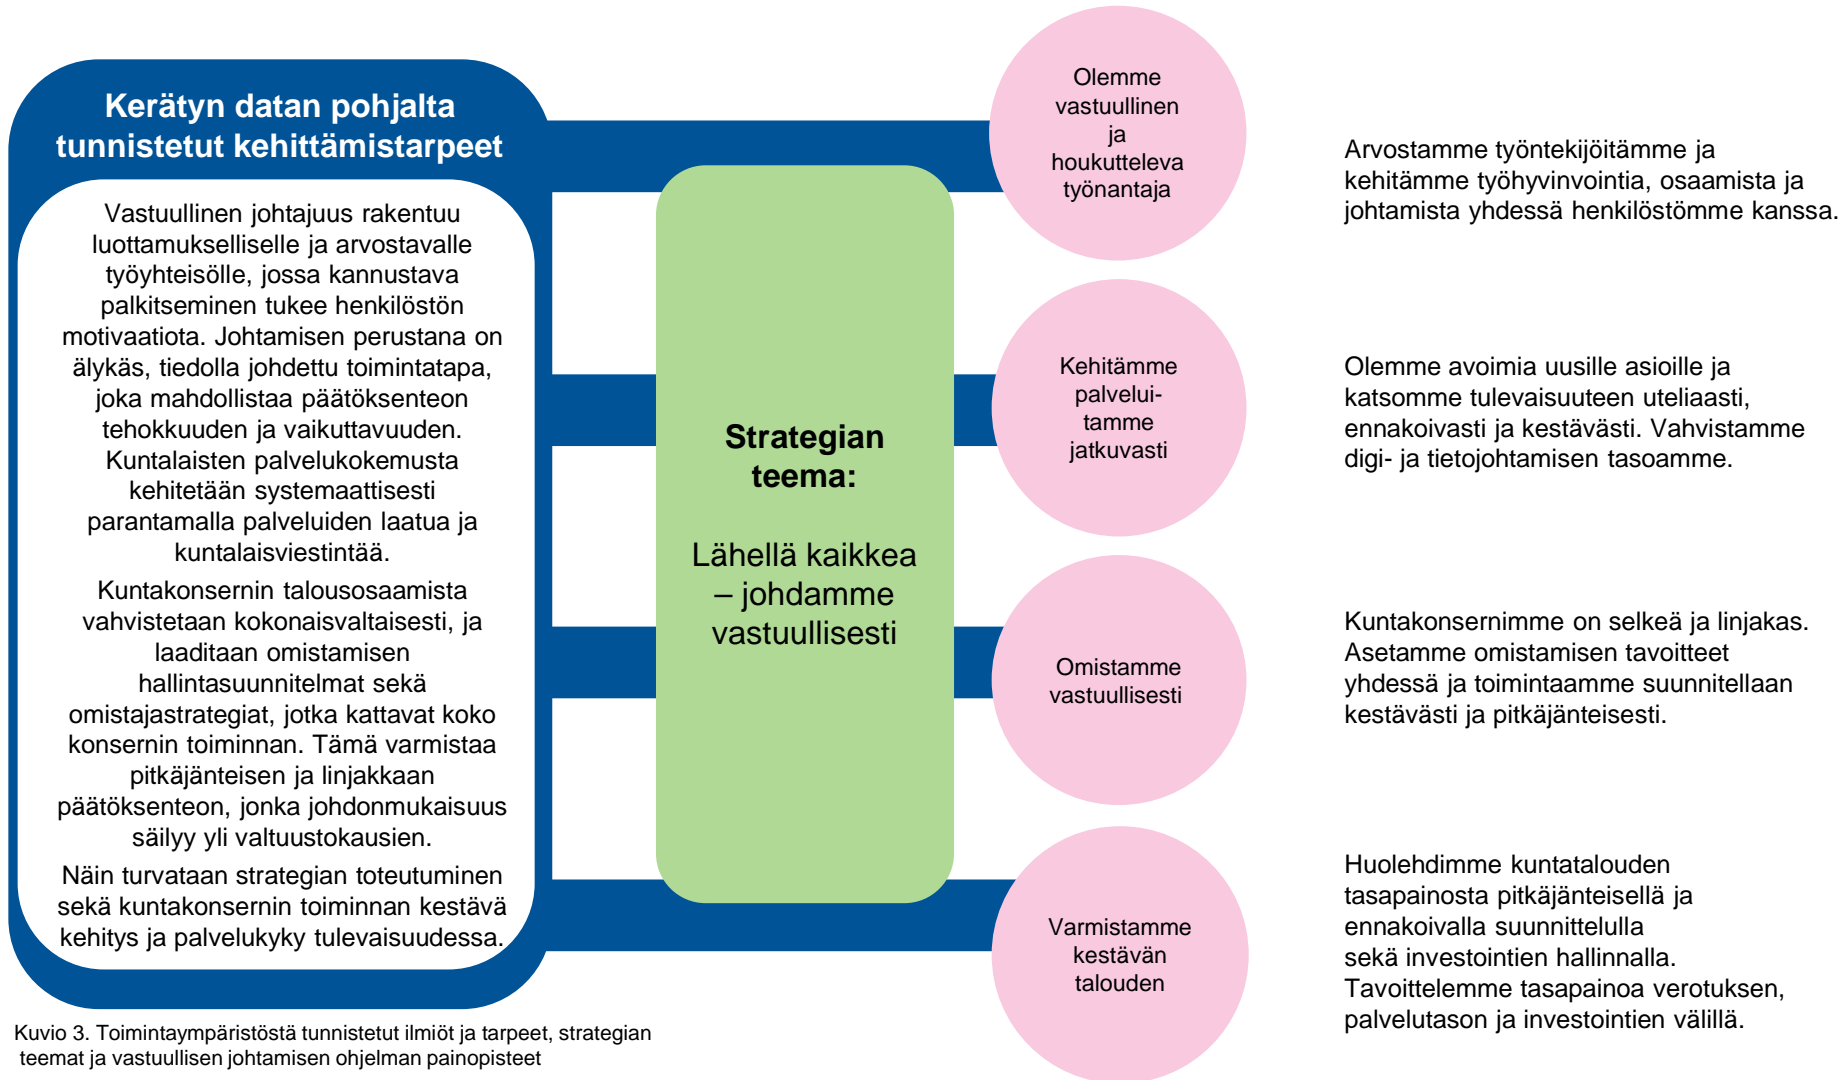 Kerätyn datan pohjalta
tunnistetut kehittämistarpeet
Vastuullinen johtajuus rakentuu
luottamukselliselle ja arvostavalle
työyhteisölle, jossa kannustava
palkitseminen tukee henkilöstön
motivaatiota. Johtamisen perustana on
älykäs, tiedolla johdettu toimintatapa,
joka mahdollistaa päätöksenteon
tehokkuuden ja vaikuttavuuden.
Kuntalaisten palvelukokemusta
kehitetään systemaattisesti
parantamalla palveluiden laatua ja
kuntalaisviestintää.
Kuntakonsernin talousosaamista
vahvistetaan kokonaisvaltaisesti, ja
laaditaan omistamisen
hallintasuunnitelmat sekä
omistajastrategiat, jotka kattavat koko
konsernin toiminnan. Tämä varmistaa
pitkäjänteisen ja linjakkaan
päätöksenteon, jonka johdonmukaisuus
säilyy yli valtuustokausien.
Näin turvataan strategian toteutuminen
sekä kuntakonsernin toiminnan kestävä
kehitys ja palvelukyky tulevaisuudessa.
Strategian
teema:
Lähellä kaikkea
– johdamme
vastuullisesti
Olemme
vastuullinen
ja
houkutteleva
työnantaja
Arvostamme työntekijöitämme ja
kehitämme työhyvinvointia, osaamista ja
johtamista yhdessä henkilöstömme kanssa.
Kehitämme
palvelui-
tamme
jatkuvasti
Olemme avoimia uusille asioille ja
katsomme tulevaisuuteen uteliaasti,
ennakoivasti ja kestävästi. Vahvistamme
digi- ja tietojohtamisen tasoamme.
Omistamme
vastuullisesti
Kuntakonsernimme on selkeä ja linjakas.
Asetamme omistamisen tavoitteet
yhdessä ja toimintaamme suunnitellaan
kestävästi ja pitkäjänteisesti.
Varmistamme
kestävän
talouden
Huolehdimme kuntatalouden
tasapainosta pitkäjänteisellä ja
ennakoivalla suunnittelulla
sekä investointien hallinnalla.
Tavoittelemme tasapainoa verotuksen,
palvelutason ja investointien välillä.
Kuvio 3. Toimintaympäristöstä tunnistetut ilmiöt ja tarpeet, strategian
teemat ja vastuullisen johtamisen ohjelman painopisteet